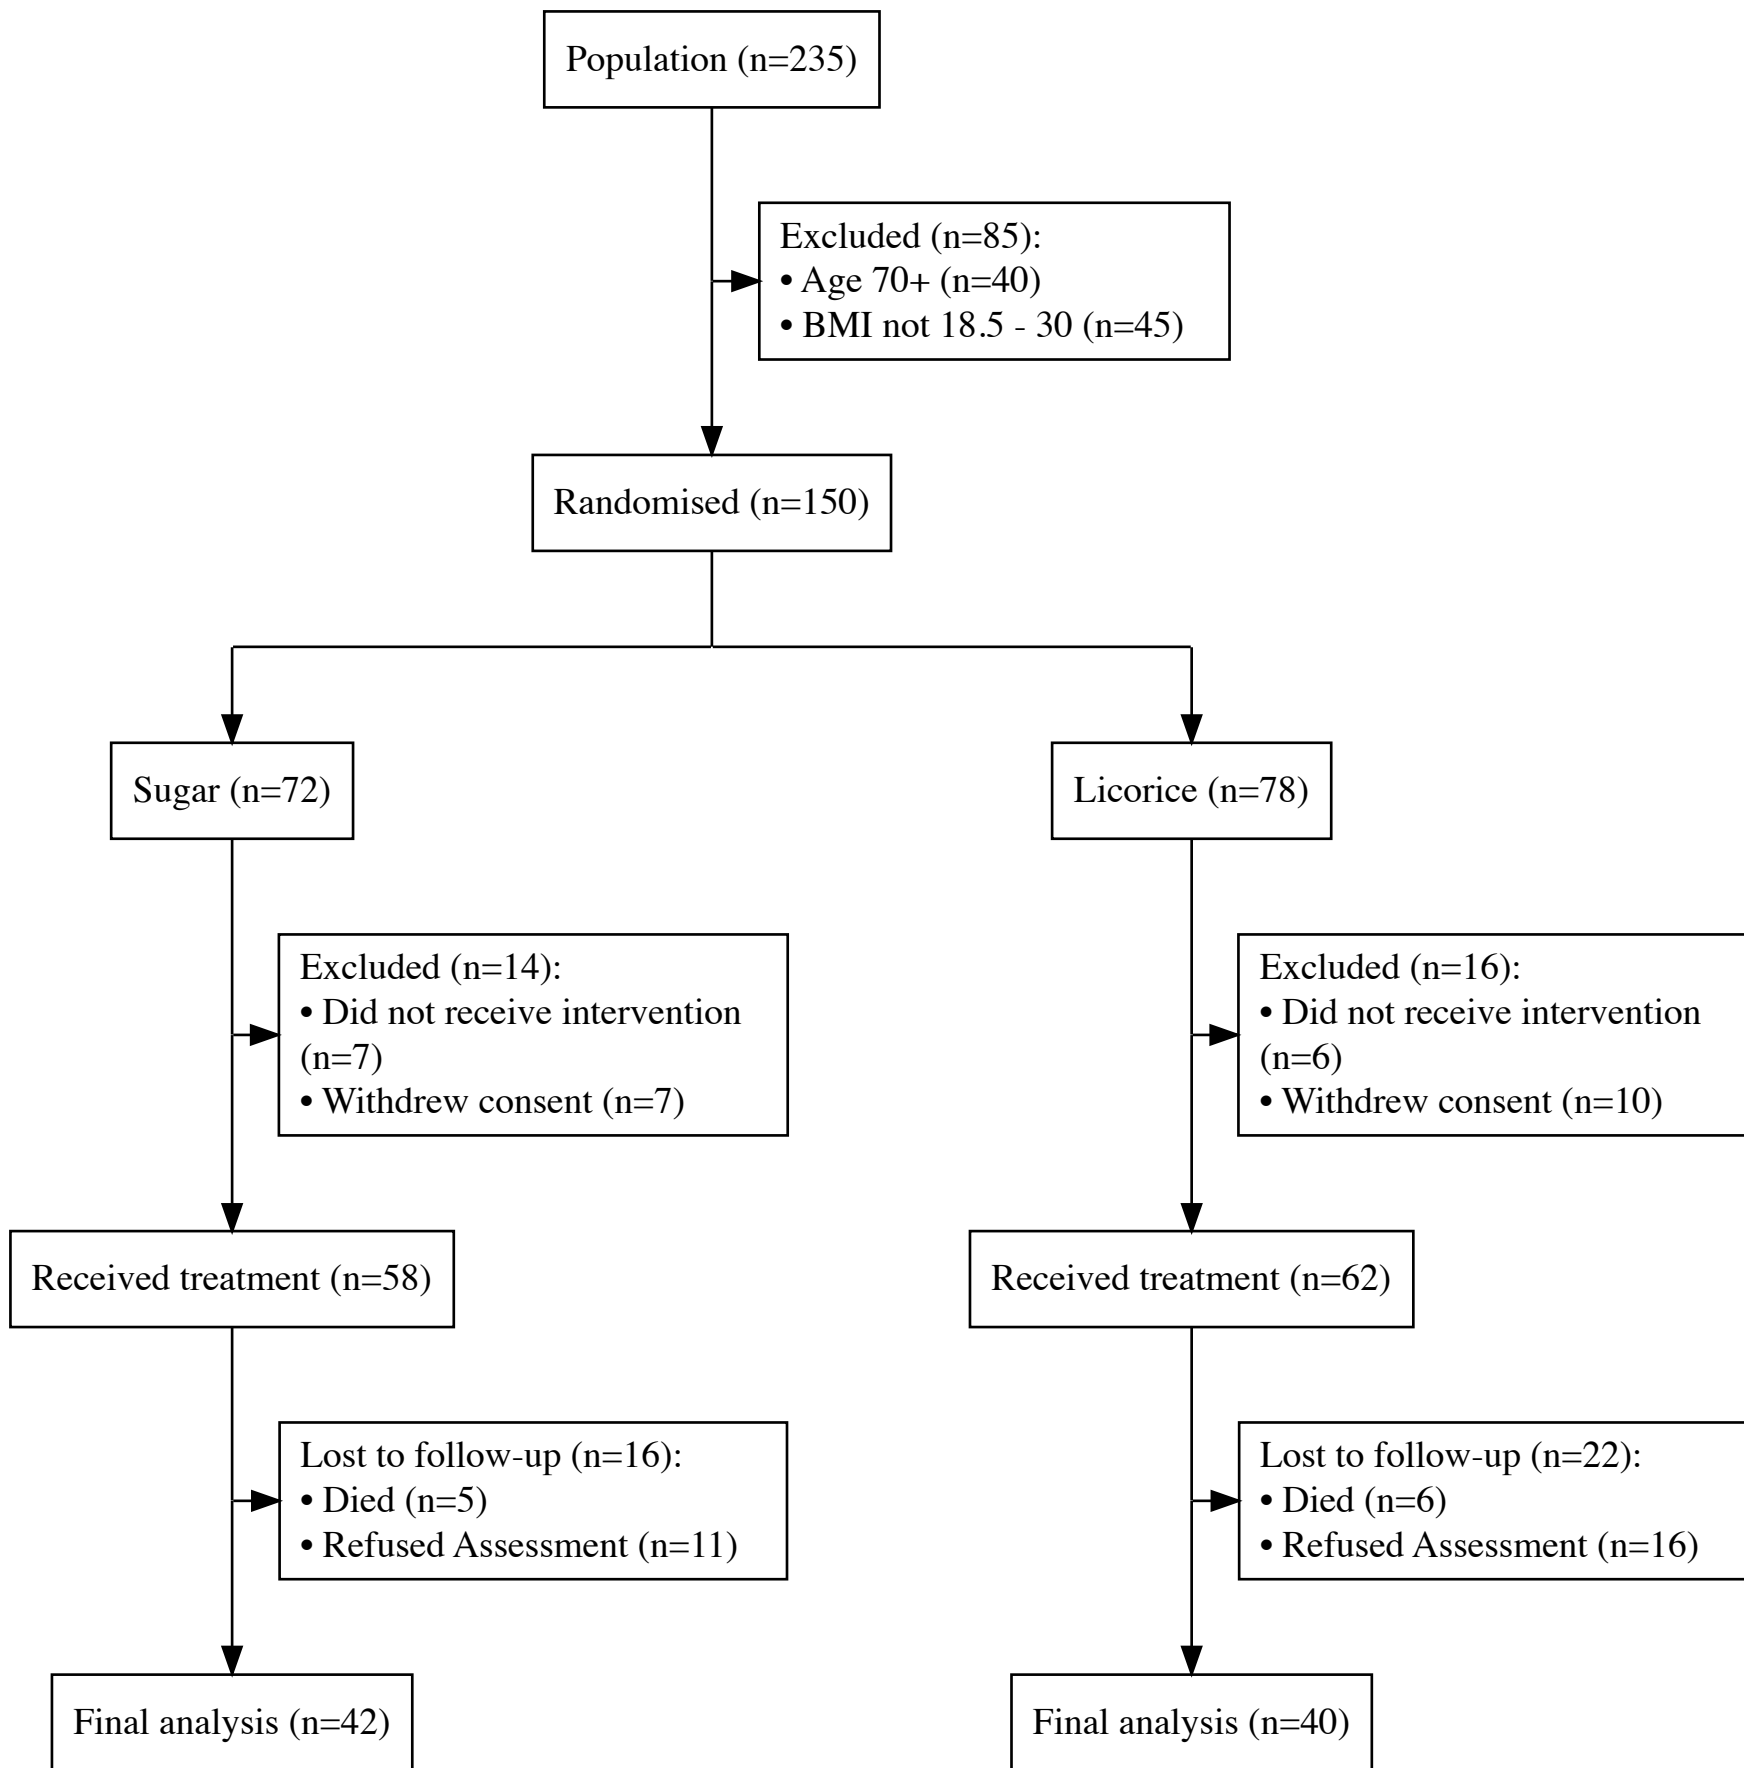 Population (n=235)
Excluded (n=85):
• Age 70+ (n=40)
• BMI not 18.5 - 30 (n=45)
Randomised (n=150)
Sugar (n=72)
Licorice (n=78)
Excluded (n=14):
• Did not receive intervention
(n=7)
• Withdrew consent (n=7)
Excluded (n=16):
• Did not receive intervention
(n=6)
• Withdrew consent (n=10)
Received treatment (n=58)
Received treatment (n=62)
Lost to follow-up (n=16):
• Died (n=5)
• Refused Assessment (n=11)
Lost to follow-up (n=22):
• Died (n=6)
• Refused Assessment (n=16)
Final analysis (n=42)
Final analysis (n=40)